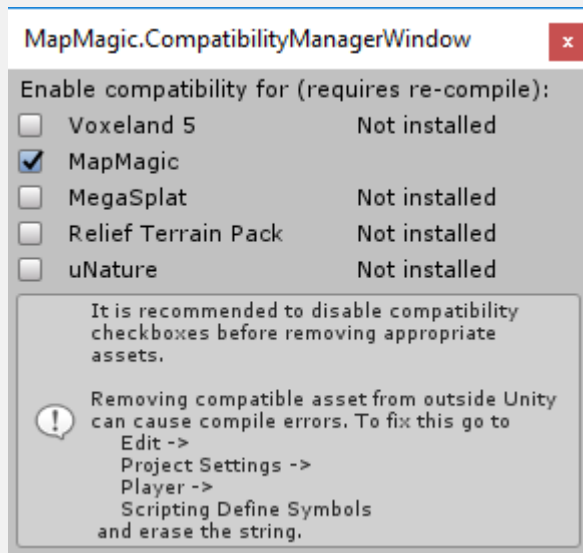 MapMagic.CompatibilityManagerWindow x
Enable compatibility for (requires re-compile):
Voxeland 5 Not installed
MapMagic
MegaSplat Not installed
Relief Terrain Pack Not installed
uNature Not installed
It is recommended to disable compatibility
checkboxes before removing appropriate
assets.
Removing compatible asset from outside Unity
can cause compile errors. To fix this go to
Edit ->
Project Settings ->
Player ->
Scripting Define Symbols
and erase the string.